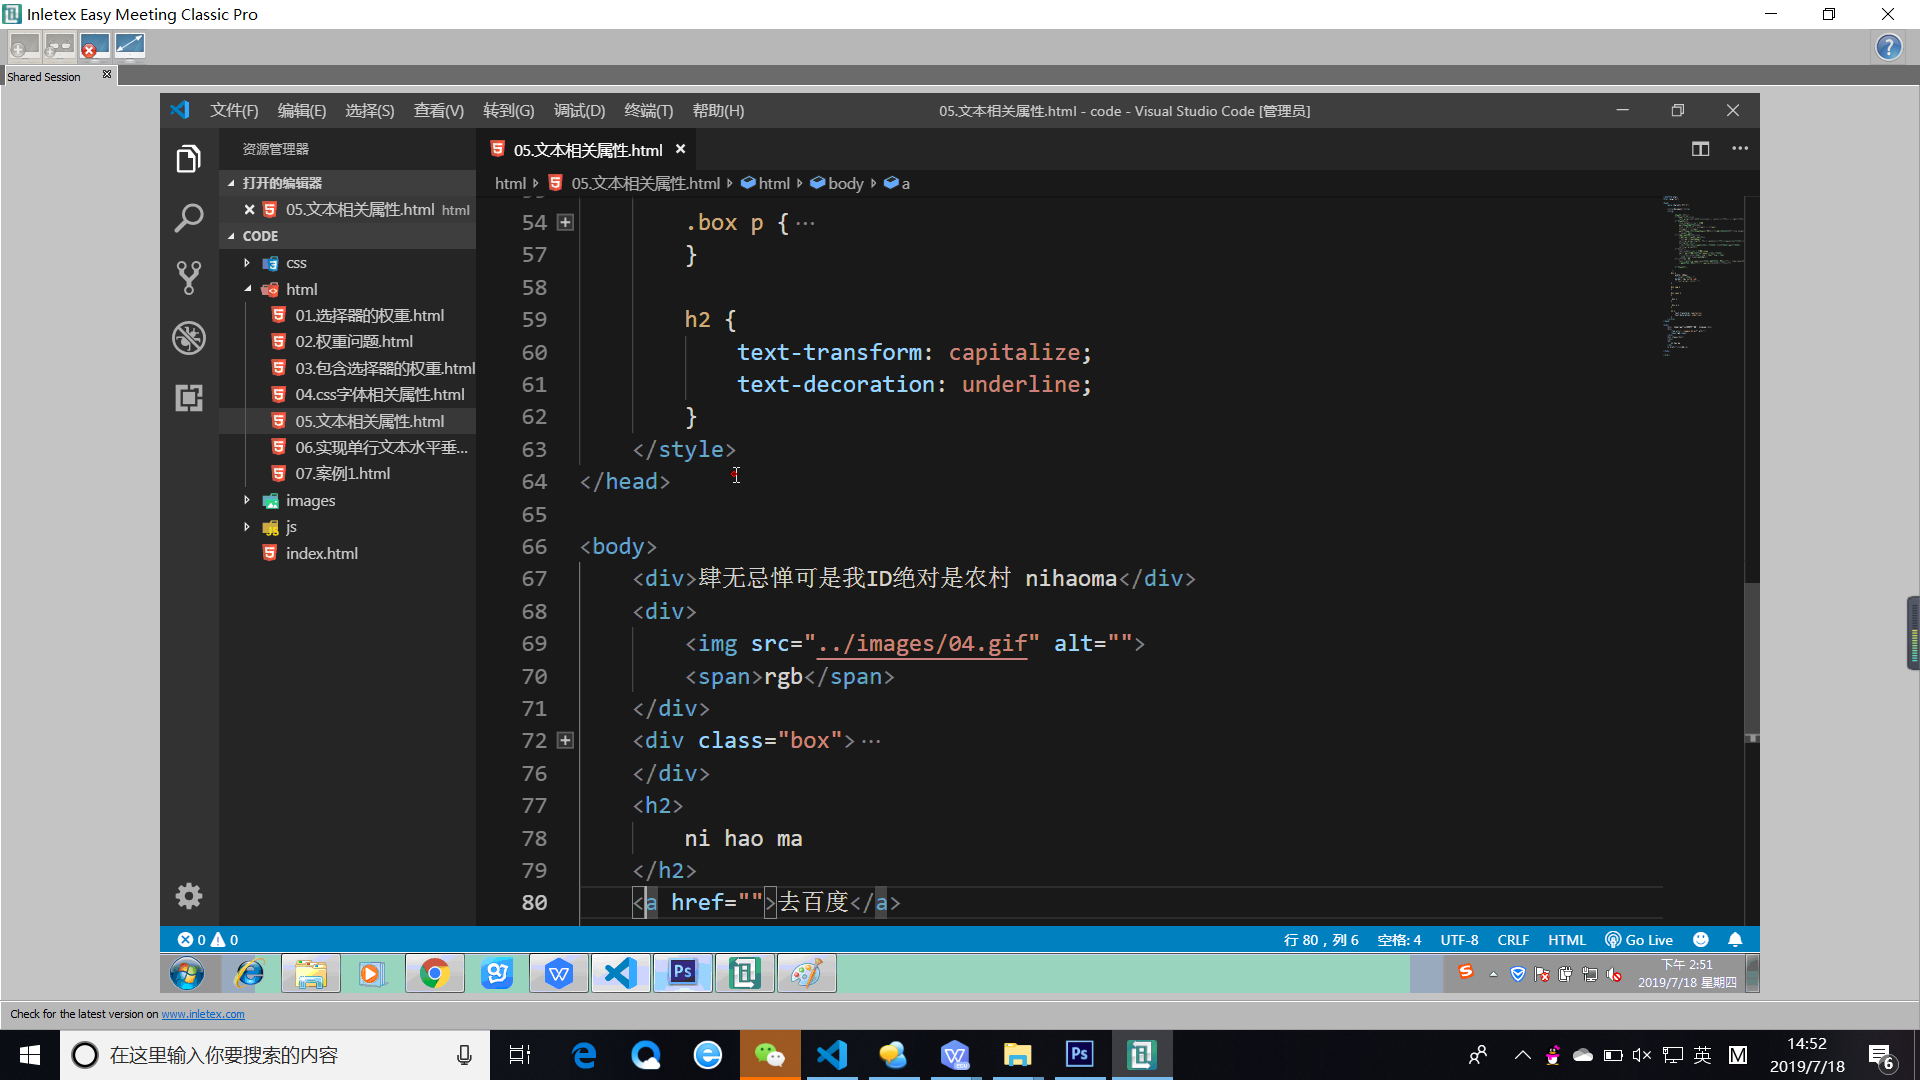 Inletex Easy Meeting Classic Pro
Shared Session
文件(F) 编辑(E) 选择(S) 查看(V) 转到(G) 调试(D) 终端(T) 帮助(H)
05.文本相关属性.html - code - Visual Studio Code [管理员]
资源管理器
05.文本相关属性.html
打开的编辑器
html 05.文本相关属性.html html body a
05.文本相关属性.html html
CODE
css
html
01.选择器的权重.html
02.权重问题.html
03.包含选择器的权重.html
04.css字体相关属性.html
05.文本相关属性.html
06.实现单行文本水平垂...
07.案例1.html
images
js
index.html
54 .box p {...
57 }
58
59 h2 {
60 text-transform: capitalize;
61 text-decoration: underline;
62 }
63 </style>
64 </head>
65
66 <body>
67 <div>肆无忌惮可是我ID绝对是农村 nihaoma</div>
68 <div>
69 <img src="../images/04.gif" alt="">
70 <span>rgb</span>
71 </div>
72 <div class="box">...
76 </div>
77 <h2>
78 ni hao ma
79 </h2>
80 <a href="">去百度</a>
0 0
行 80，列 6 空格: 4 UTF-8 CRLF HTML Go Live
下午 2:51
2019/7/18 星期四
Check for the latest version on www.inletex.com
在这里输入你要搜索的内容
英
M
14:52
2019/7/18
6